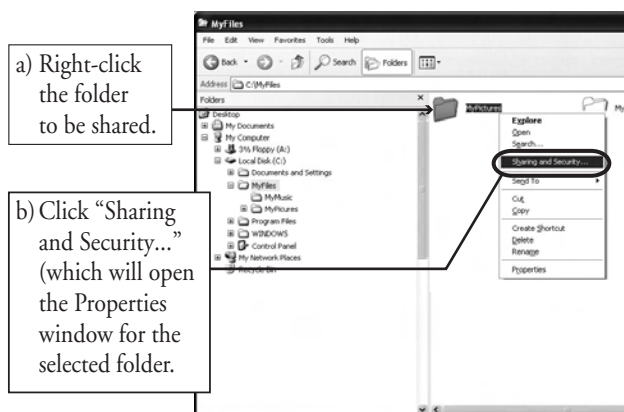 MyFiles
File Edit View Favorites Tools Help
Back Search Folders
Address C:\MyFiles
Folders
Desktop
My Documents
My Computer
3½ Floppy (A:)
Local Disk (C:)
Documents and Settings
MyFiles
MyMusic
MyPicures
Program Files
WINDOWS
Control Panel
My Network Places
Recycle Bin
MyPictures
My
Explore
Open
Search...
Sharing and Security...
Send To
Cut
Copy
Create Shortcut
Delete
Rename
Properties
a) Right-click
the folder
to be shared.
b) Click “Sharing
and Security...”
(which will open
the Properties
window for the
selected folder.